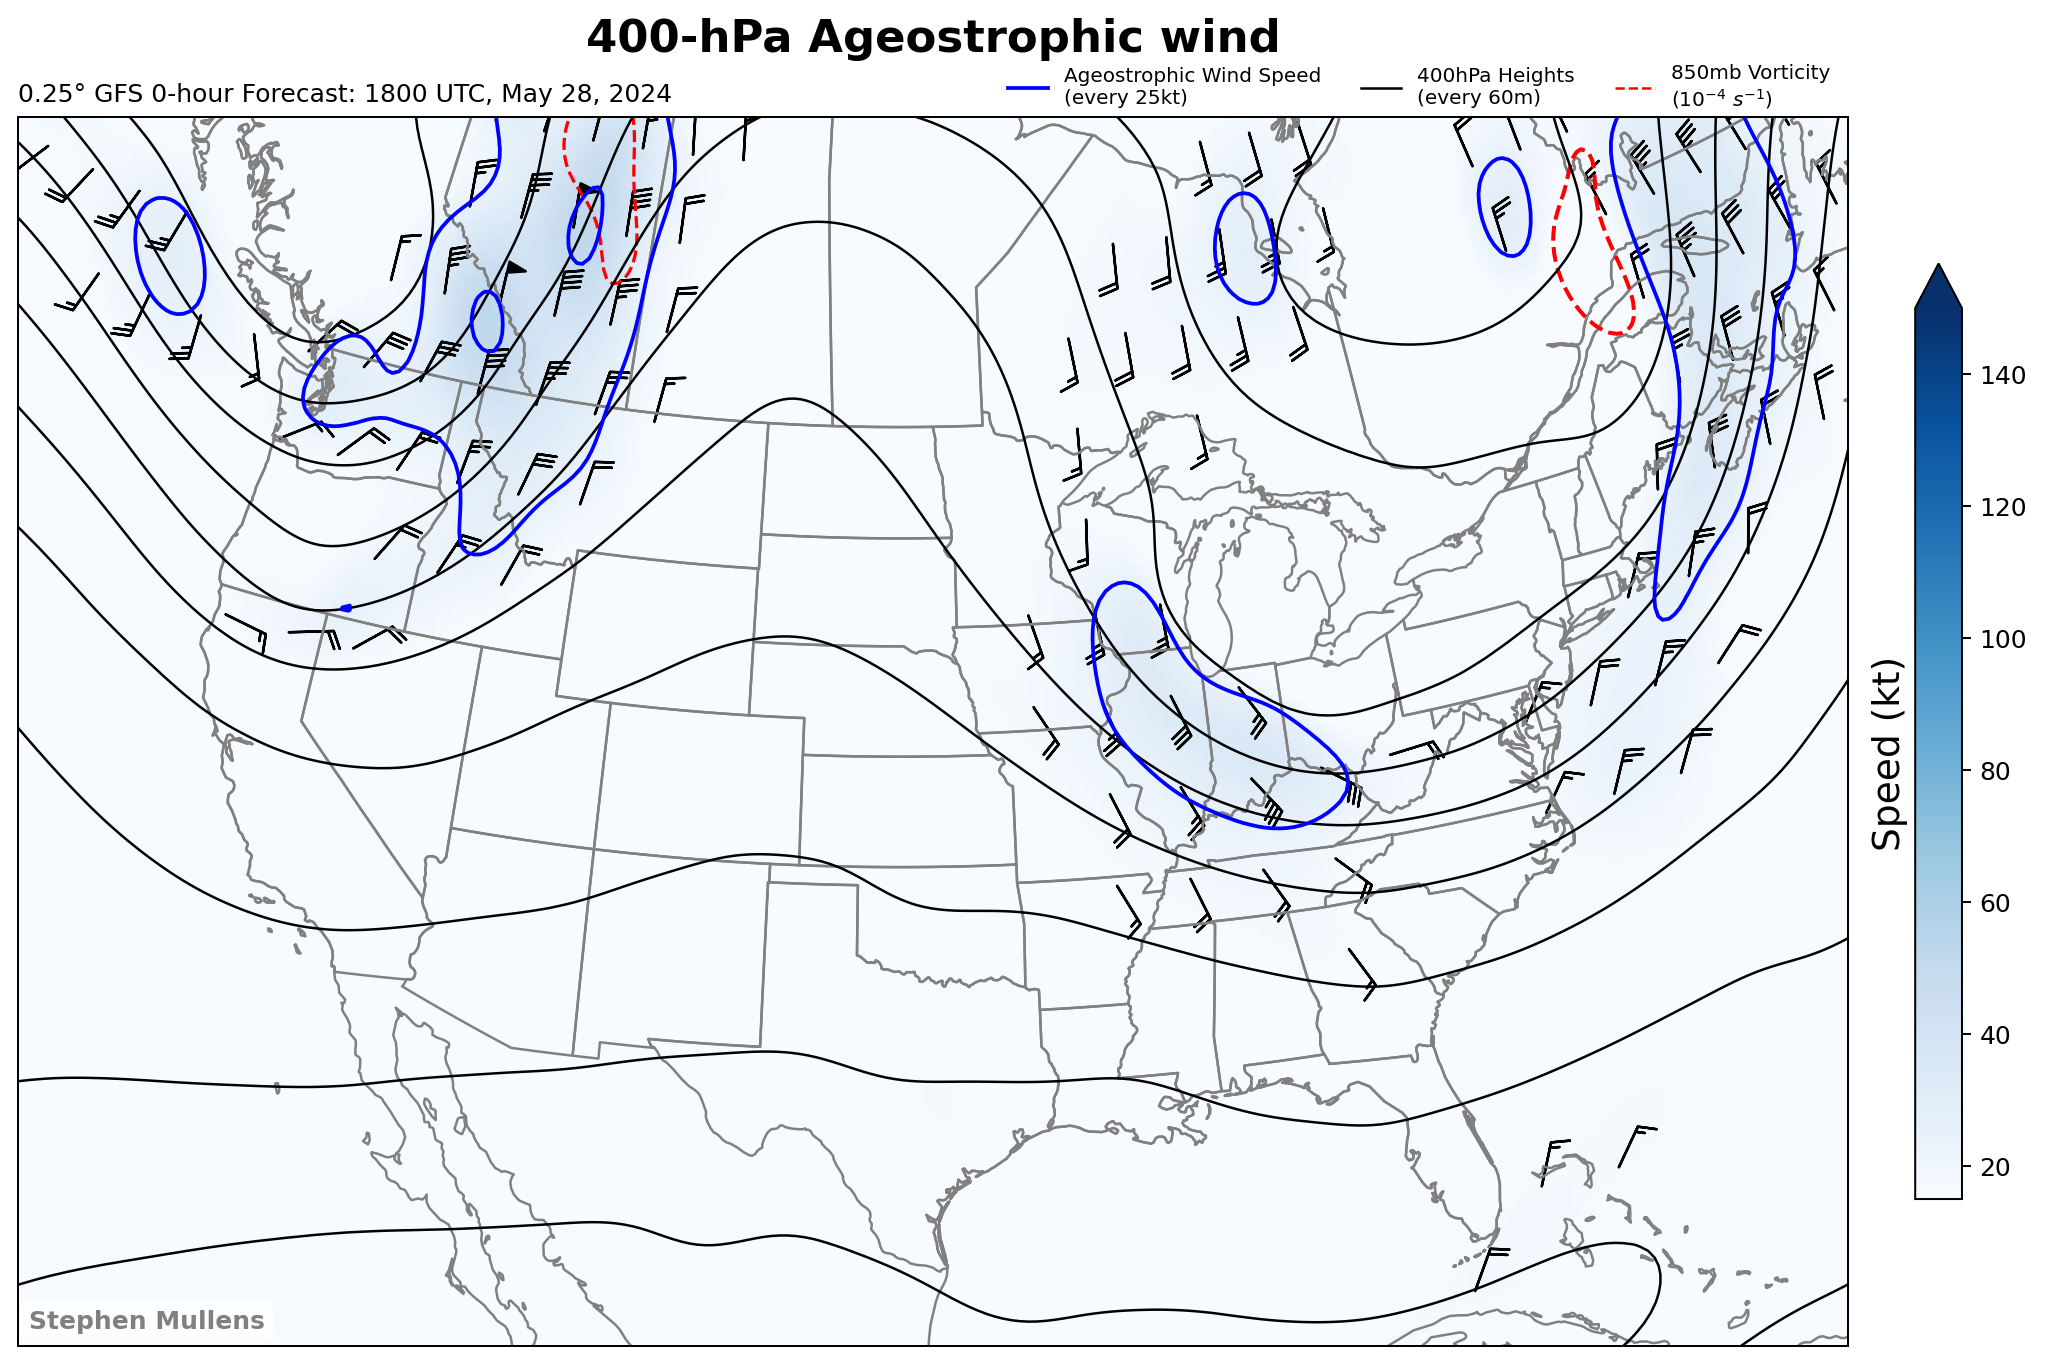 400-hPa Ageostrophic wind
0.25° GFS 0-hour Forecast: 1800 UTC, May 28, 2024
Ageostrophic Wind Speed
(every 25kt)
400hPa Heights
(every 60m)
850mb Vorticity
(10⁻⁴ s⁻¹)
140
120
100
80
60
40
20
Speed (kt)
Stephen Mullens